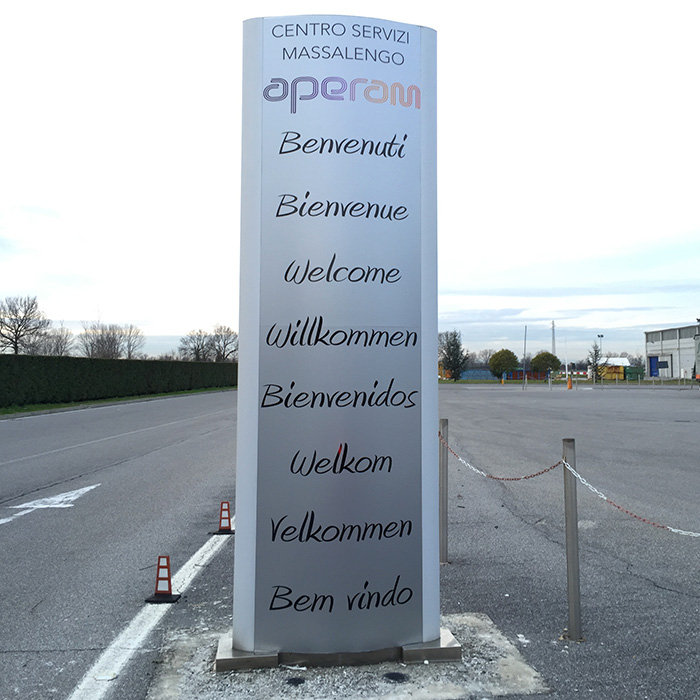 CENTRO SERVIZI
MASSALENGO
aperam
Benvenuti
Bienvenue
Welcome
Willkommen
Bienvenidos
Welkom
Velkommen
Bem vindo